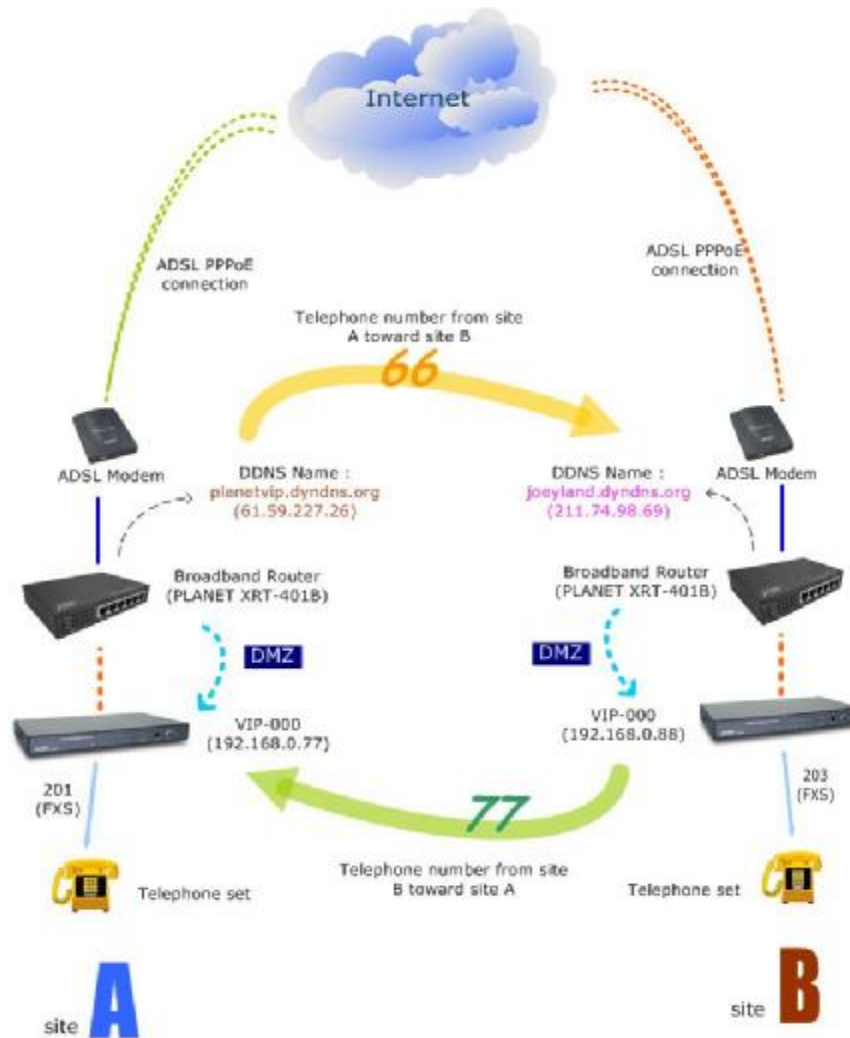 Internet
ADSL PPPoE
connection
ADSL PPPoE
connection
Telephone number from site
A toward site B
66
ADSL Modem
DDNS Name :
planetvip.dyndns.org
(61.59.227.26)
DDNS Name :
joeyland.dyndns.org
(211.74.98.69)
ADSL Modem
Broadband Router
(PLANET XRT-401B)
Broadband Router
(PLANET XRT-401B)
DMZ
DMZ
VIP-000
(192.168.0.77)
VIP-000
(192.168.0.88)
201
(FXS)
203
(FXS)
77
Telephone number from site
B toward site A
Telephone set
Telephone set
site A
site B